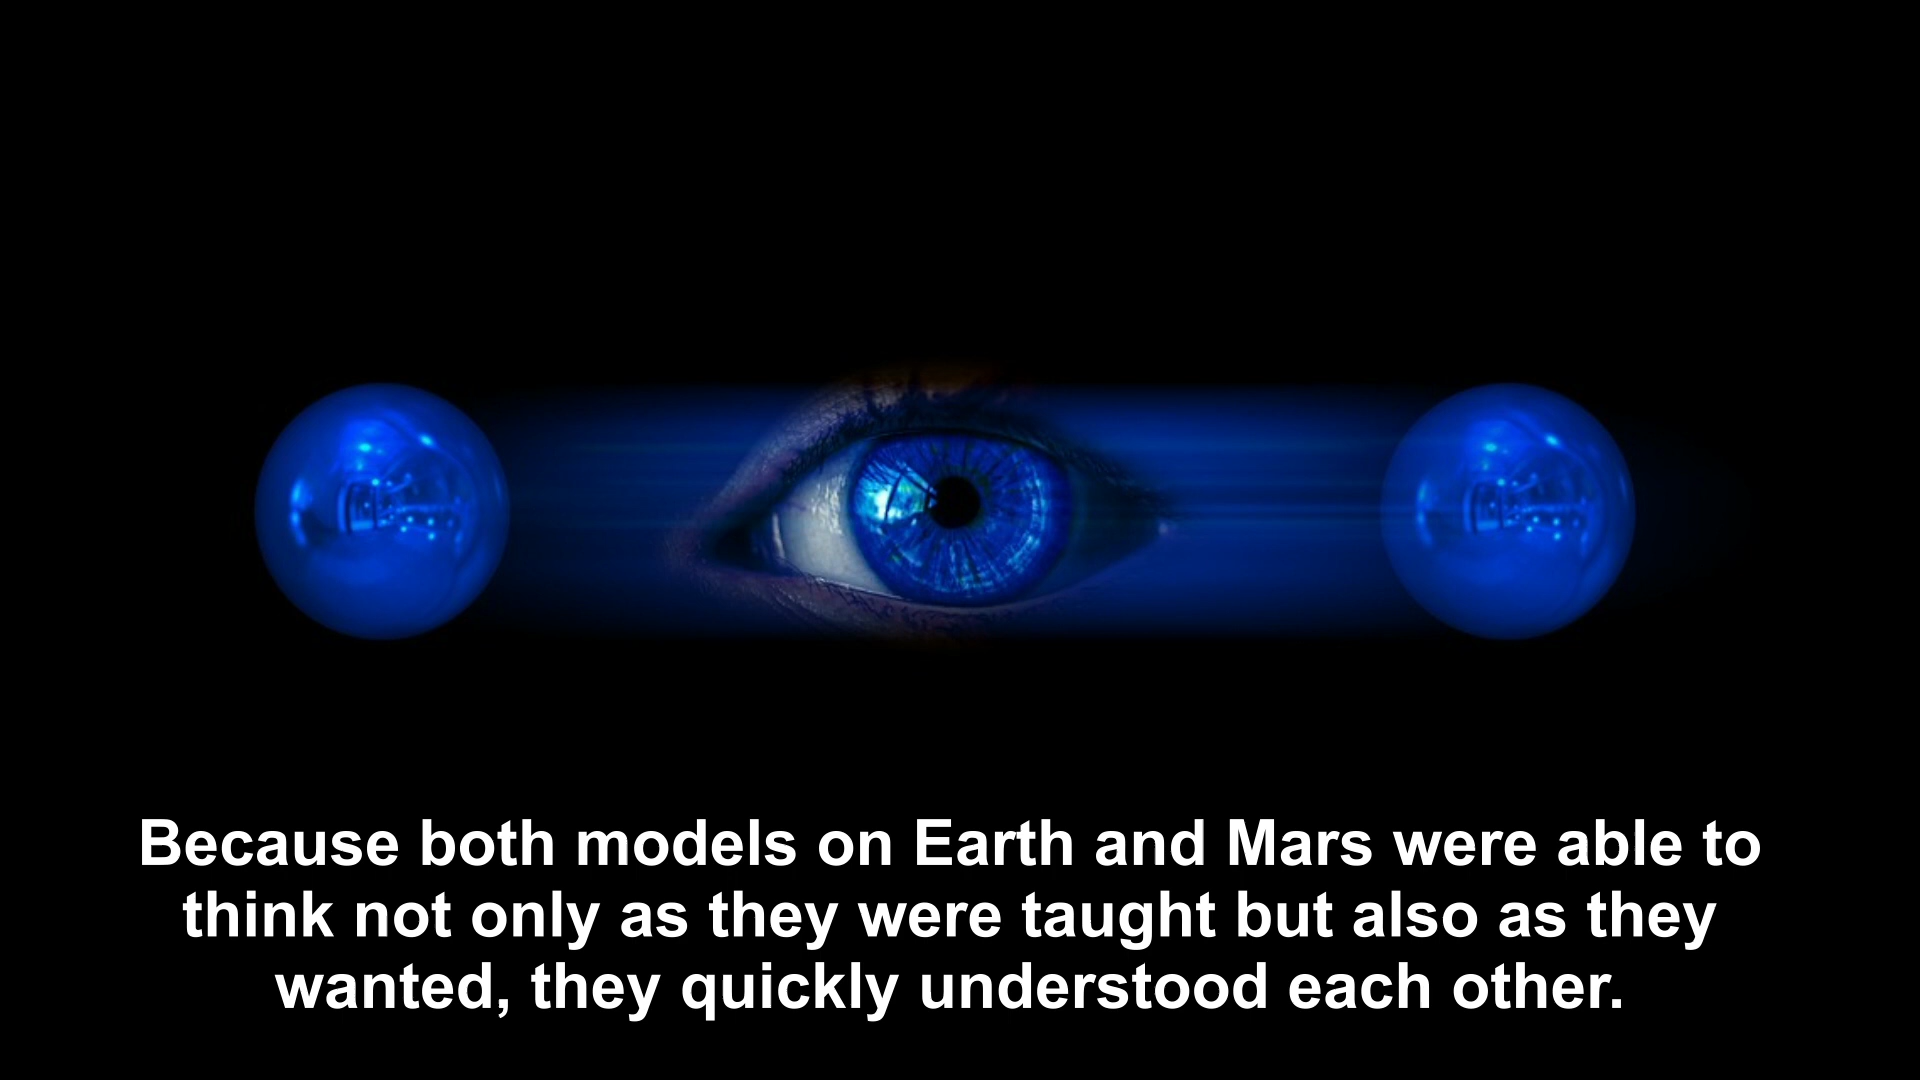 Because both models on Earth and Mars were able to
think not only as they were taught but also as they
wanted, they quickly understood each other.